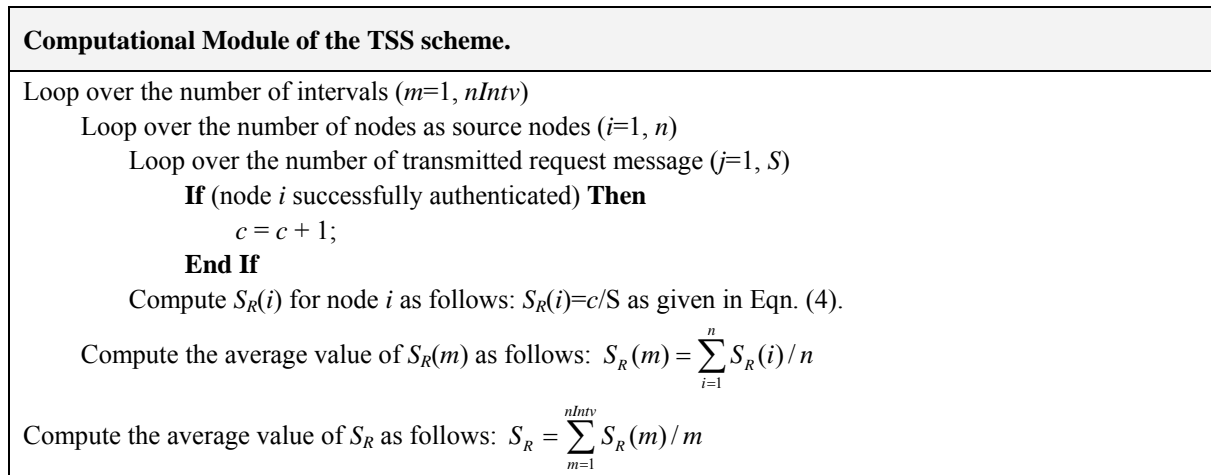 Computational Module of the TSS scheme.
Loop over the number of intervals (m=1, nIntv)
Loop over the number of nodes as source nodes (i=1, n)
Loop over the number of transmitted request message (j=1, S)
If (node i successfully authenticated) Then
c = c + 1;
End If
Compute S_R(i) for node i as follows: S_R(i)=c/S as given in Eqn. (4).
Compute the average value of S_R(m) as follows: S_R(m) = \sum_{i=1}^{n} S_R(i) / n
Compute the average value of S_R as follows: S_R = \sum_{m=1}^{nIntv} S_R(m) / m